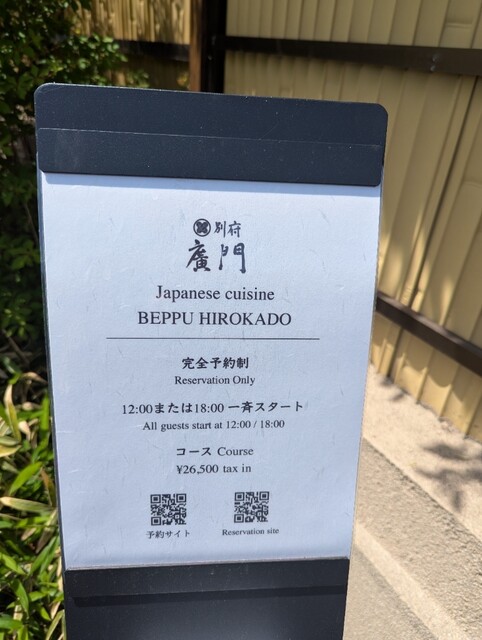 別府
廣門
Japanese cuisine
BEPPU HIROKADO
完全予約制
Reservation Only
12:00または18:00 一斉スタート
All guests start at 12:00 / 18:00
コース Course
¥26,500 tax in
予約サイト
Reservation site